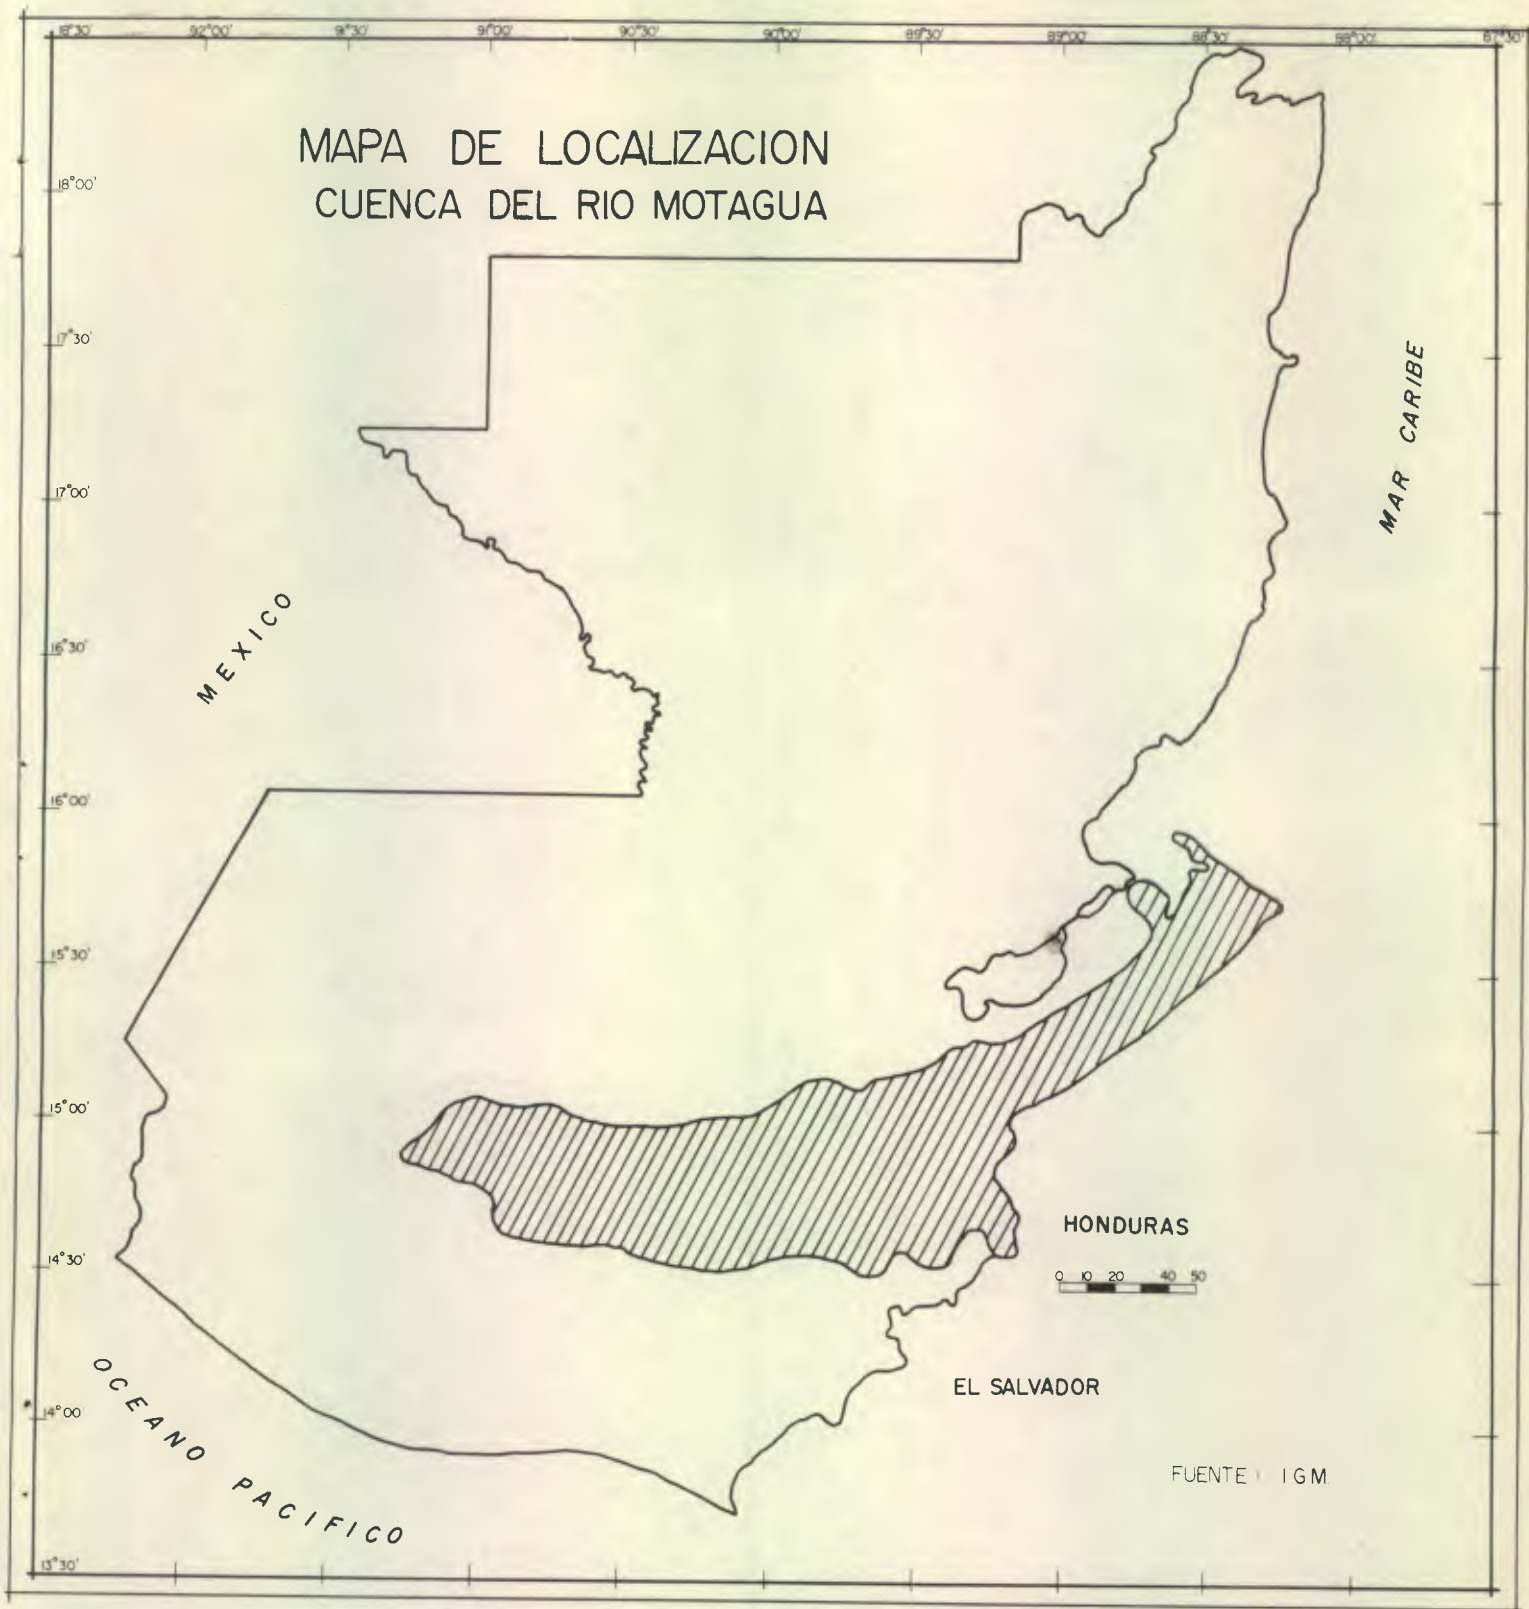 18°30' 92°00' 91°30' 91°00' 90°30' 90°00' 89°30' 89°00' 88°30' 88°00' 87°30'
MAPA DE LOCALIZACION
CUENCA DEL RIO MOTAGUA
18°00'
17°30'
MAR CARIBE
17°00'
MEXICO
16°30'
16°00'
15°30'
15°00'
HONDURAS
14°30'
0 10 20 40 50
EL SALVADOR
14°00'
OCEANO PACIFICO
FUENTE: IGM.
13°30'